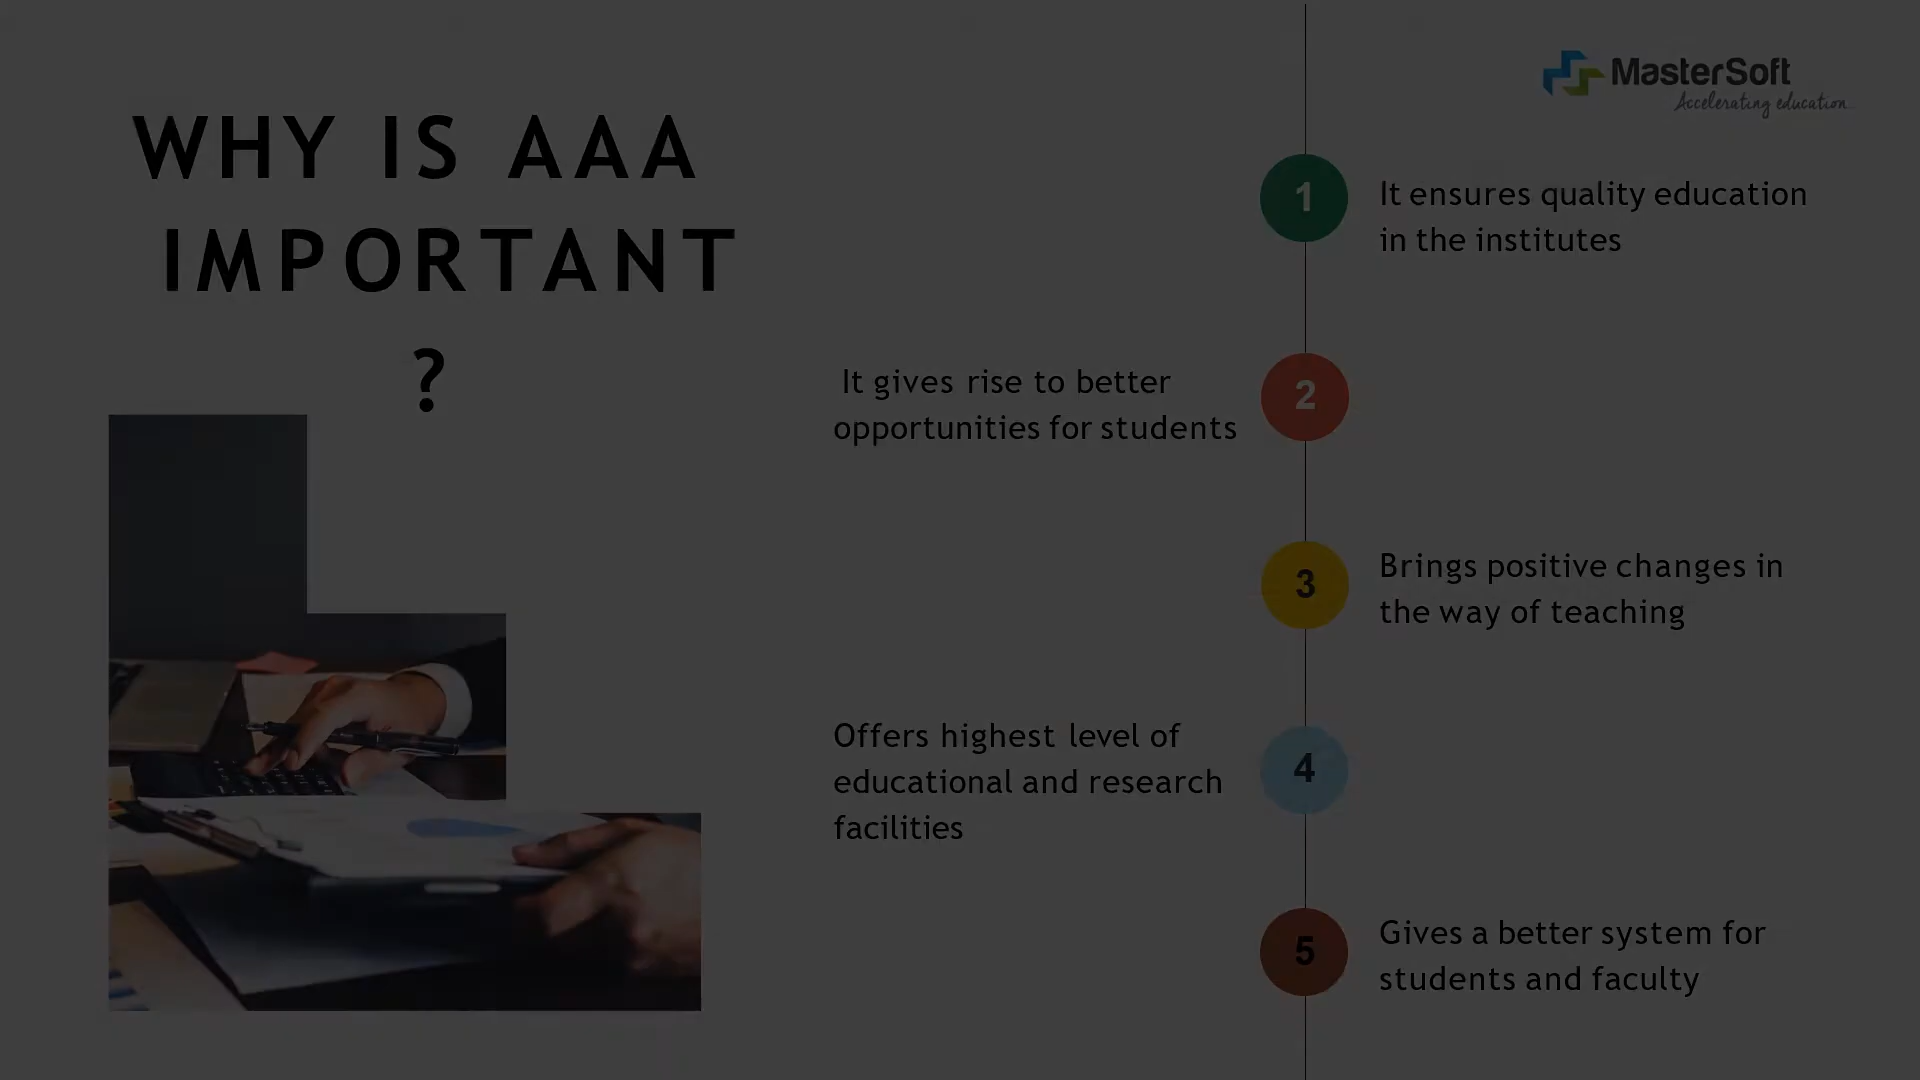 WHY IS AAA
IMPORTANT
?
MasterSoft
Accelerating education...
1
It ensures quality education
in the institutes
2
It gives rise to better
opportunities for students
3
Brings positive changes in
the way of teaching
4
Offers highest level of
educational and research
facilities
5
Gives a better system for
students and faculty